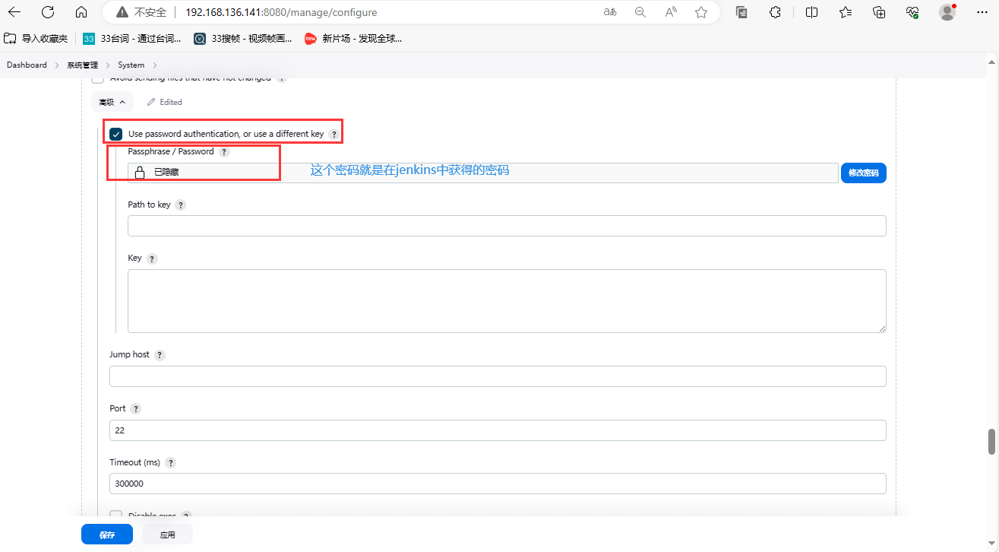 不安全 192.168.136.141:8080/manage/configure aあ A
导入收藏夹 33 33台词 - 通过台词... 33搜帧 - 视频帧画... new 新片场 - 发现全球...
Dashboard 系统管理 System
Avoid sending files that have not changed ?
高级 Edited
Use password authentication, or use a different key ?
Passphrase / Password ?
已隐藏 这个密码就是在jenkins中获得的密码 修改密码
Path to key ?
Key ?
Jump host ?
Port ?
22
Timeout (ms) ?
300000
Disable exec ?
保存 应用